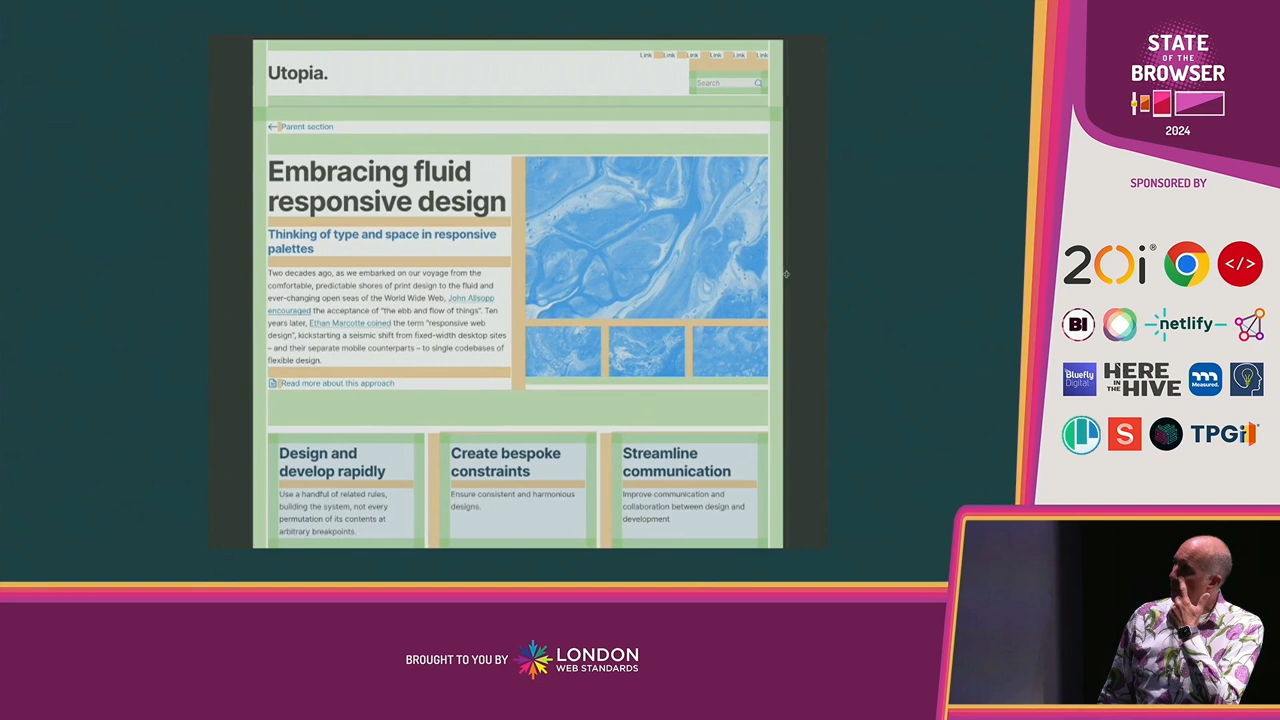 Link Link Link Link Link Link
Utopia.
Search
Parent section
Embracing fluid
responsive design
Thinking of type and space in responsive
palettes
Two decades ago, as we embarked on our voyage from the
comfortable, predictable shores of print design to the fluid and
ever-changing open seas of the World Wide Web, John Allsopp
encouraged the acceptance of "the ebb and flow of things". Ten
years later, Ethan Marcotte coined the term "responsive web
design", kickstarting a seismic shift from fixed-width desktop sites
– and their separate mobile counterparts – to single codebases of
flexible design.
Read more about this approach
Design and
develop rapidly
Use a handful of related rules,
building the system, not every
permutation of its contents at
arbitrary breakpoints.
Create bespoke
constraints
Ensure consistent and harmonious
designs.
Streamline
communication
Improve communication and
collaboration between design and
development
STATE
OF THE
BROWSER
2024
SPONSORED BY
20i®
</>
BI
netlify
Bluefly
Digital
HERE
IN THE
HIVE
Measured.
S
TPGi
BROUGHT TO YOU BY
LONDON
WEB STANDARDS